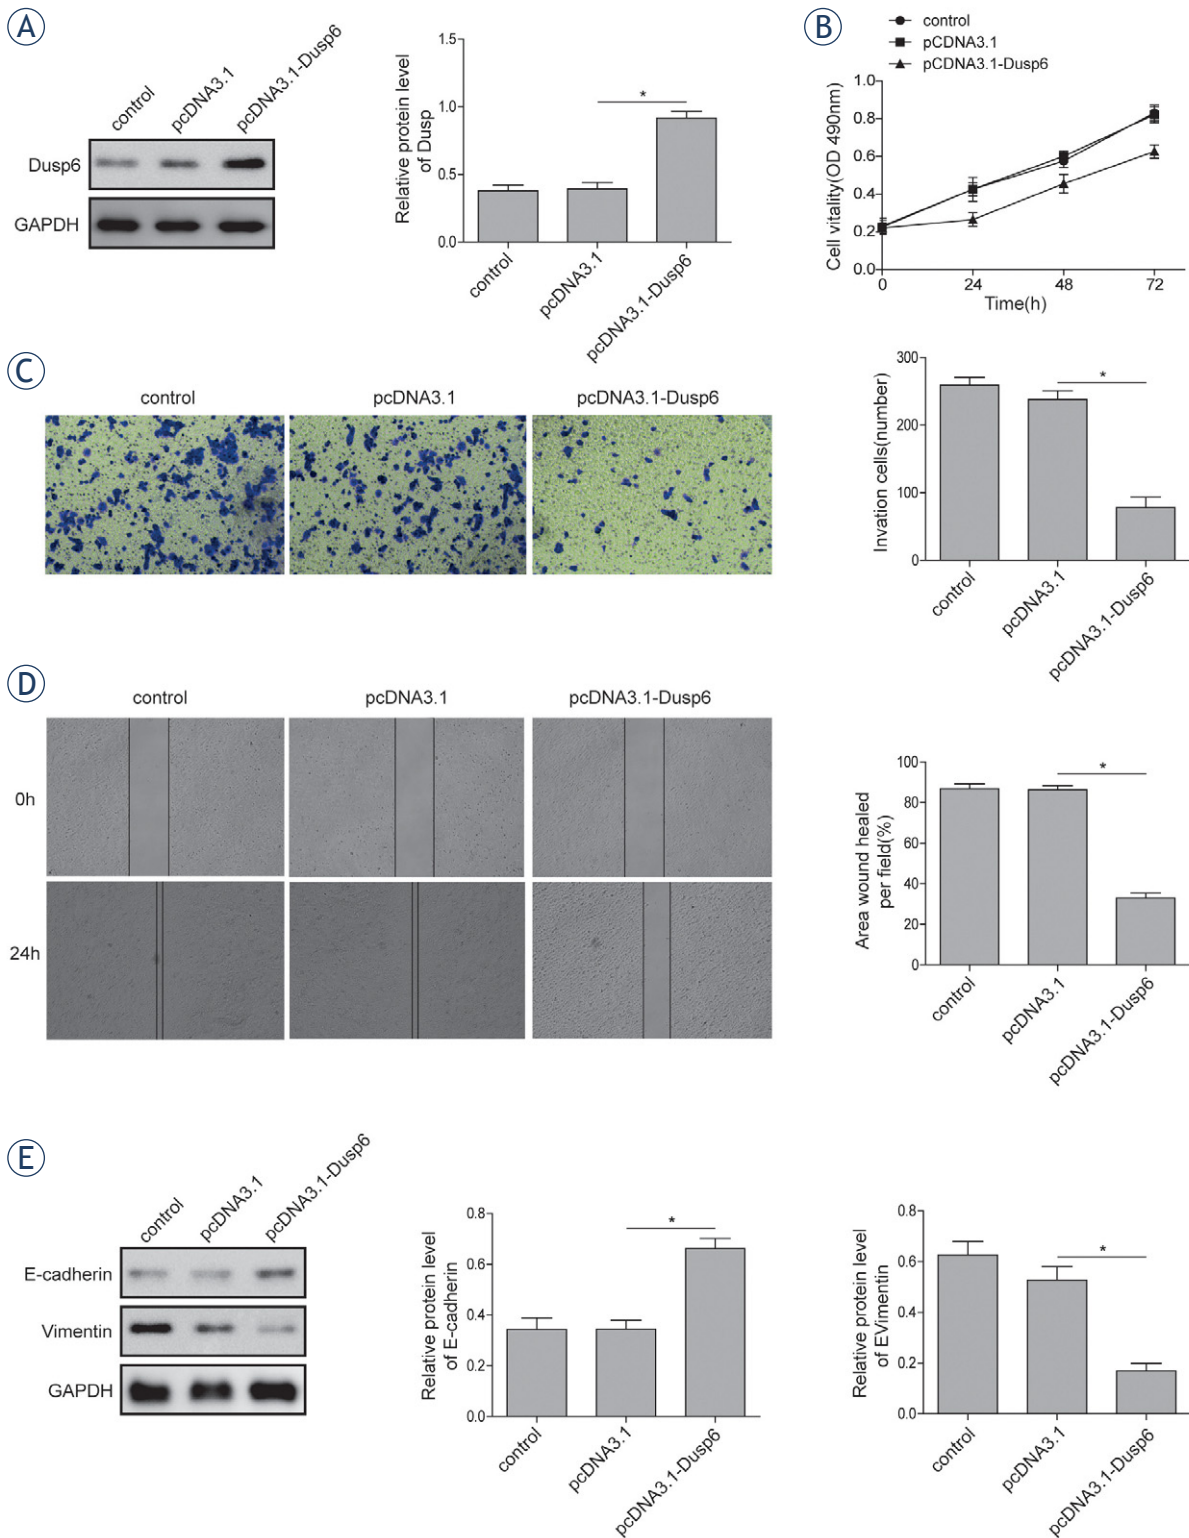 A
control
pcDNA3.1
pcDNA3.1-Dusp6
Dusp6
GAPDH
Relative protein level
of Dusp
1.5
1.0
0.5
0.0
*
control
pcDNA3.1
pcDNA3.1-Dusp6
B
control
pCDNA3.1
pCDNA3.1-Dusp6
Cell vitality(OD 490nm)
1.0
0.8
0.6
0.4
0.2
0.0
0
24
48
72
Time(h)
C
control
pcDNA3.1
pcDNA3.1-Dusp6
Invation cells(number)
300
200
100
0
*
control
pcDNA3.1
pcDNA3.1-Dusp6
D
control
pcDNA3.1
pcDNA3.1-Dusp6
0h
24h
Area wound healed
per field(%)
100
80
60
40
20
0
*
control
pcDNA3.1
pcDNA3.1-Dusp6
E
control
pcDNA3.1
pcDNA3.1-Dusp6
E-cadherin
Vimentin
GAPDH
Relative protein level
of E-cadherin
0.8
0.6
0.4
0.2
0.0
*
control
pcDNA3.1
pcDNA3.1-Dusp6
Relative protein level
of EVimentin
0.8
0.6
0.4
0.2
0.0
*
control
pcDNA3.1
pcDNA3.1-Dusp6